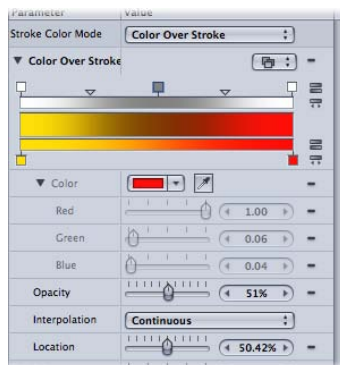 Parameter Value
Stroke Color Mode Color Over Stroke
Color Over Stroke
Color
Red 1.00
Green 0.06
Blue 0.04
Opacity 51%
Interpolation Continuous
Location 50.42%